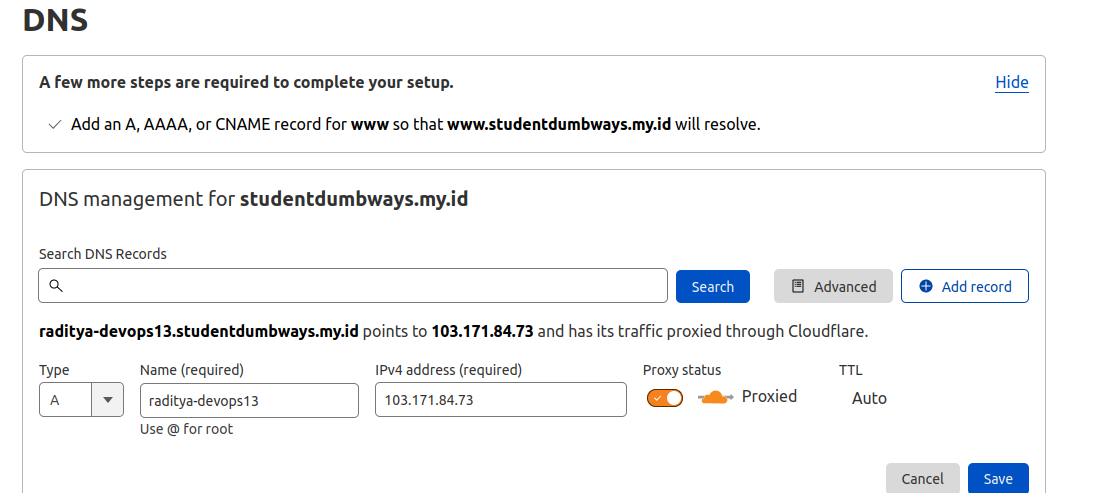 DNS
A few more steps are required to complete your setup.
Hide
Add an A, AAAA, or CNAME record for www so that www.studentdumbways.my.id will resolve.
DNS management for studentdumbways.my.id
Search DNS Records
Search
Advanced
Add record
raditya-devops13.studentdumbways.my.id points to 103.171.84.73 and has its traffic proxied through Cloudflare.
Type
Name (required)
IPv4 address (required)
Proxy status
TTL
A
raditya-devops13
103.171.84.73
Proxied
Auto
Use @ for root
Cancel
Save